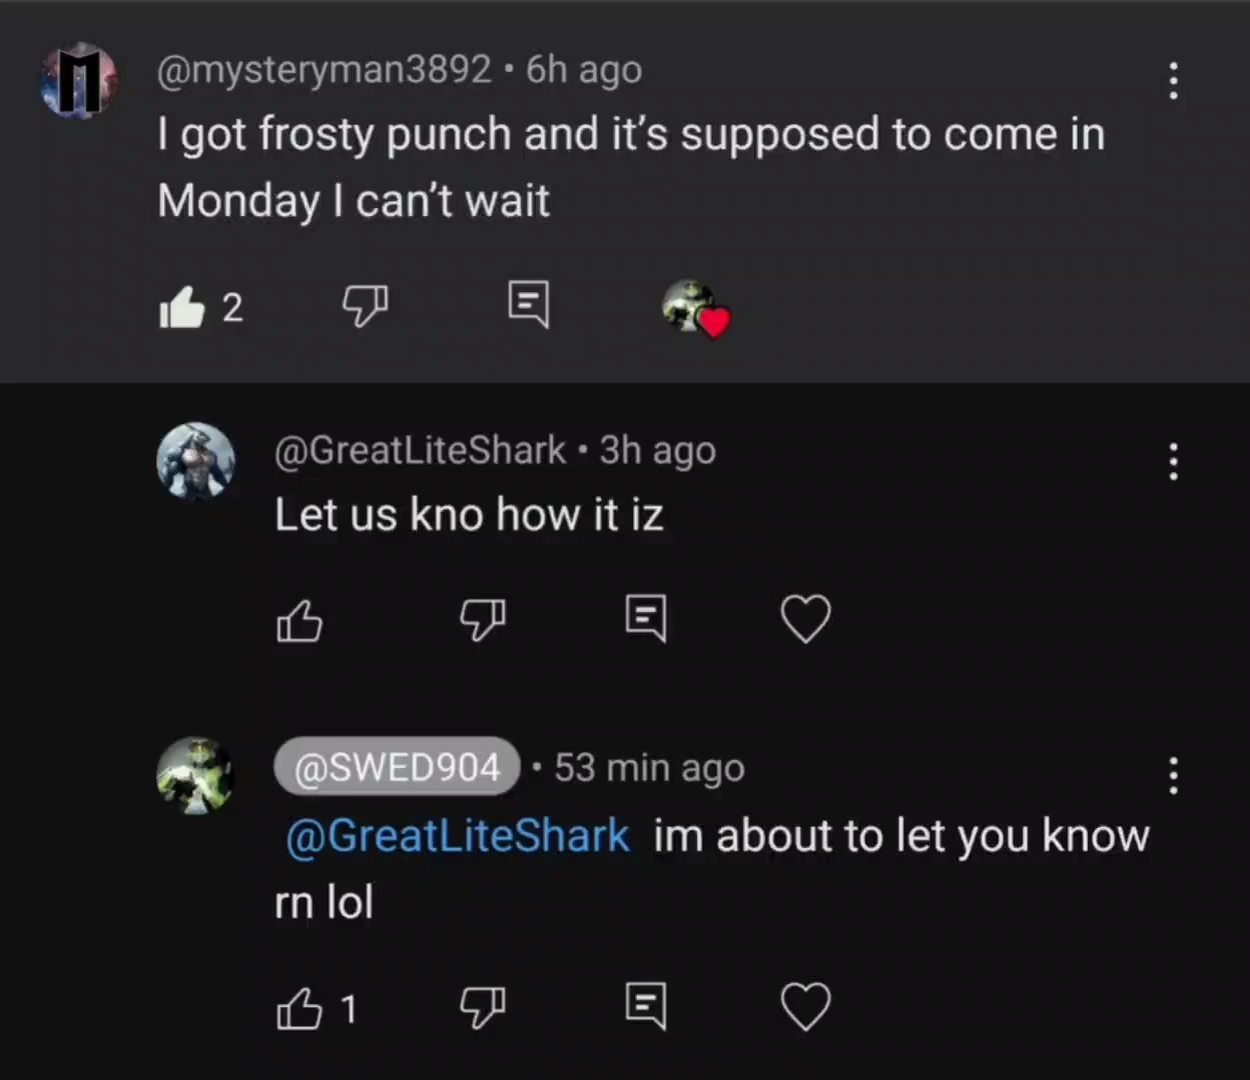 @mysteryman3892 • 6h ago
I got frosty punch and it's supposed to come in
Monday I can't wait
2
@GreatLiteShark • 3h ago
Let us kno how it iz
@SWED904 • 53 min ago
@GreatLiteShark im about to let you know
rn lol
1